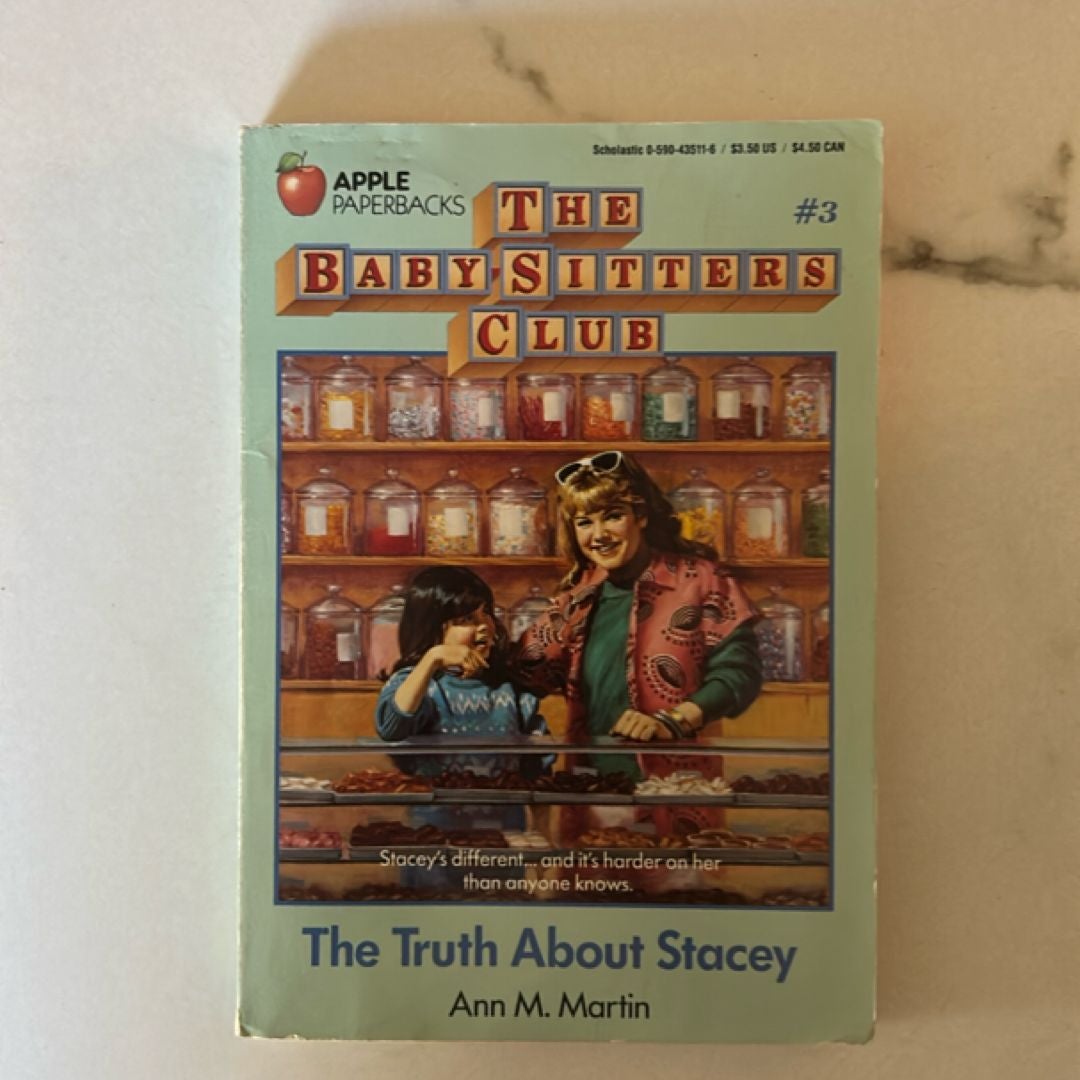 Scholastic 0-590-43511-6 / $3.50 US / $4.50 CAN
APPLE
PAPERBACKS
#3
THE
BABY-SITTERS
CLUB
Stacey's different... and it's harder on her
than anyone knows.
The Truth About Stacey
Ann M. Martin